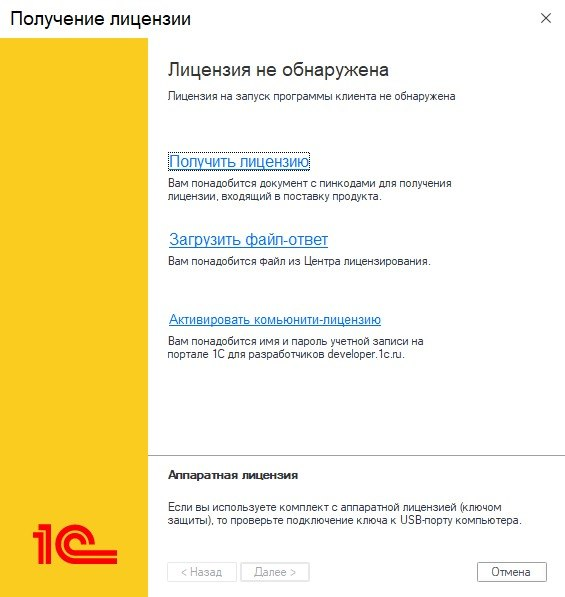 Получение лицензии
Лицензия не обнаружена
Лицензия на запуск программы клиента не обнаружена
Получить лицензию
Вам понадобится документ с пинкодами для получения
лицензии, входящий в поставку продукта.
Загрузить файл-ответ
Вам понадобится файл из Центра лицензирования.
Активировать комьюнити-лицензию
Вам понадобится имя и пароль учетной записи на
портале 1С для разработчиков developer.1c.ru.
Аппаратная лицензия
Если вы используете комплект с аппаратной лицензией (ключом
защиты), то проверьте подключение ключа к USB-порту компьютера.
1С
< Назад Далее > Отмена